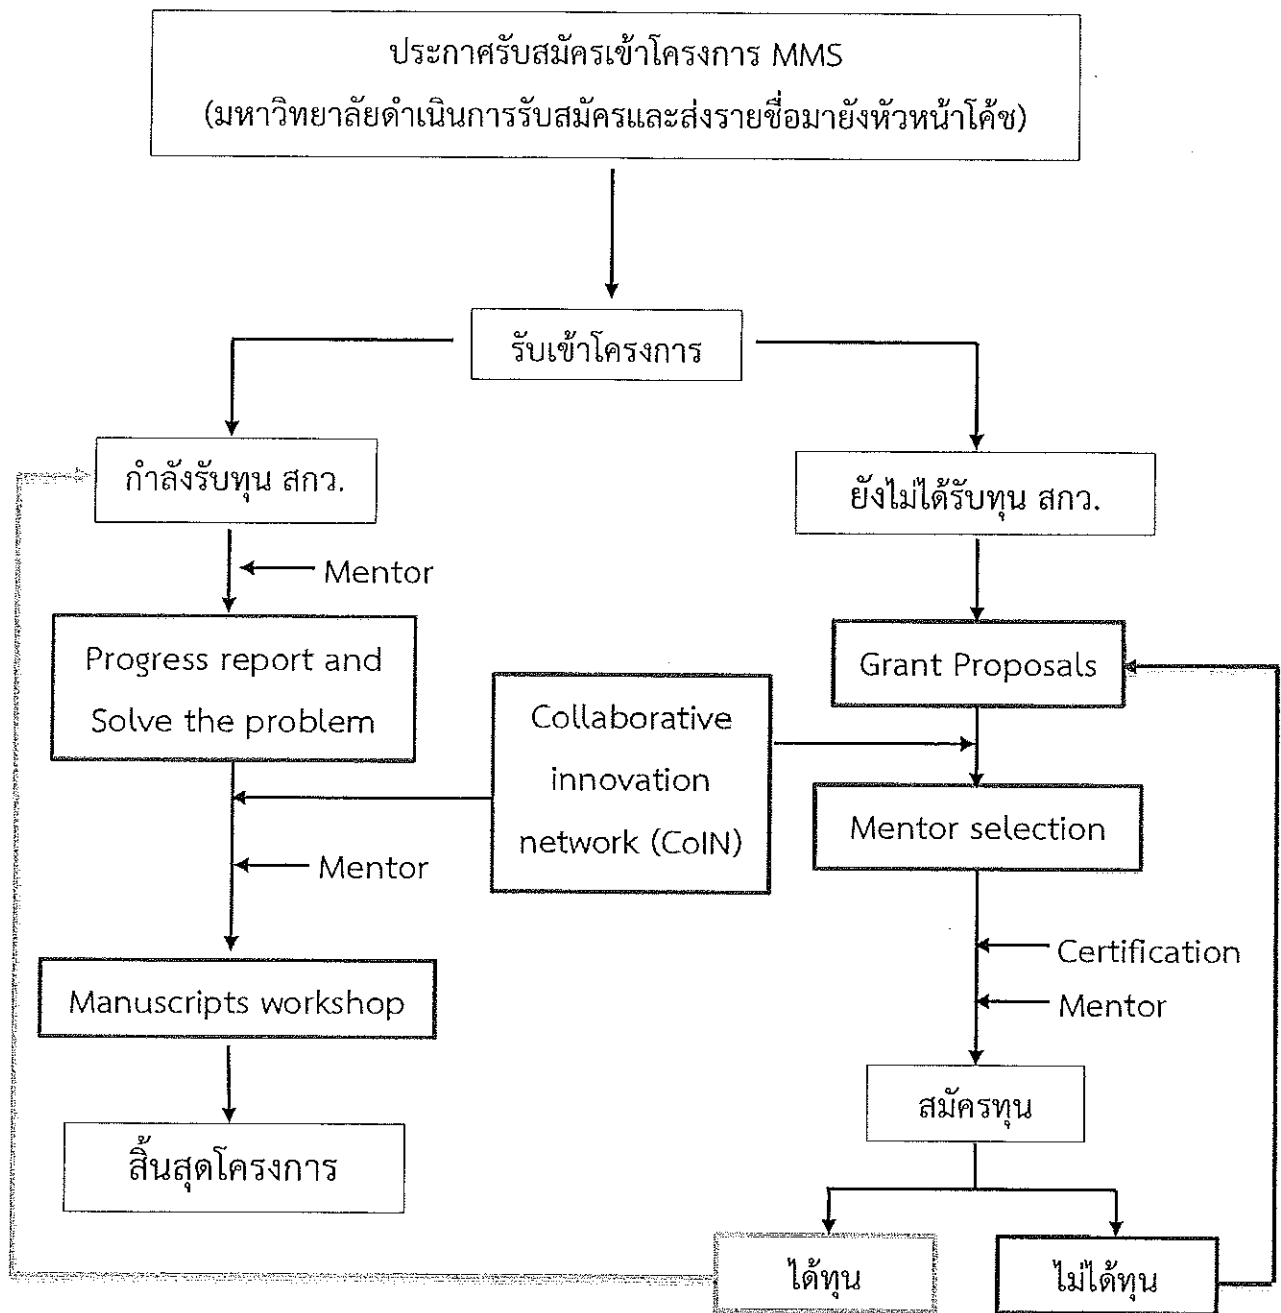 ประกาศรับสมัครเข้าโครงการ MMS
(มหาวิทยาลัยดำเนินการรับสมัครและส่งรายชื่อมายังหัวหน้าโค้ช)
รับเข้าโครงการ
กำลังรับทุน สกว.
ยังไม่ได้รับทุน สกว.
Mentor
Progress report and
Solve the problem
Grant Proposals
Collaborative
innovation
network (CoIN)
Mentor selection
Mentor
Certification
Mentor
Manuscripts workshop
สมัครทุน
สิ้นสุดโครงการ
ได้ทุน
ไม่ได้ทุน